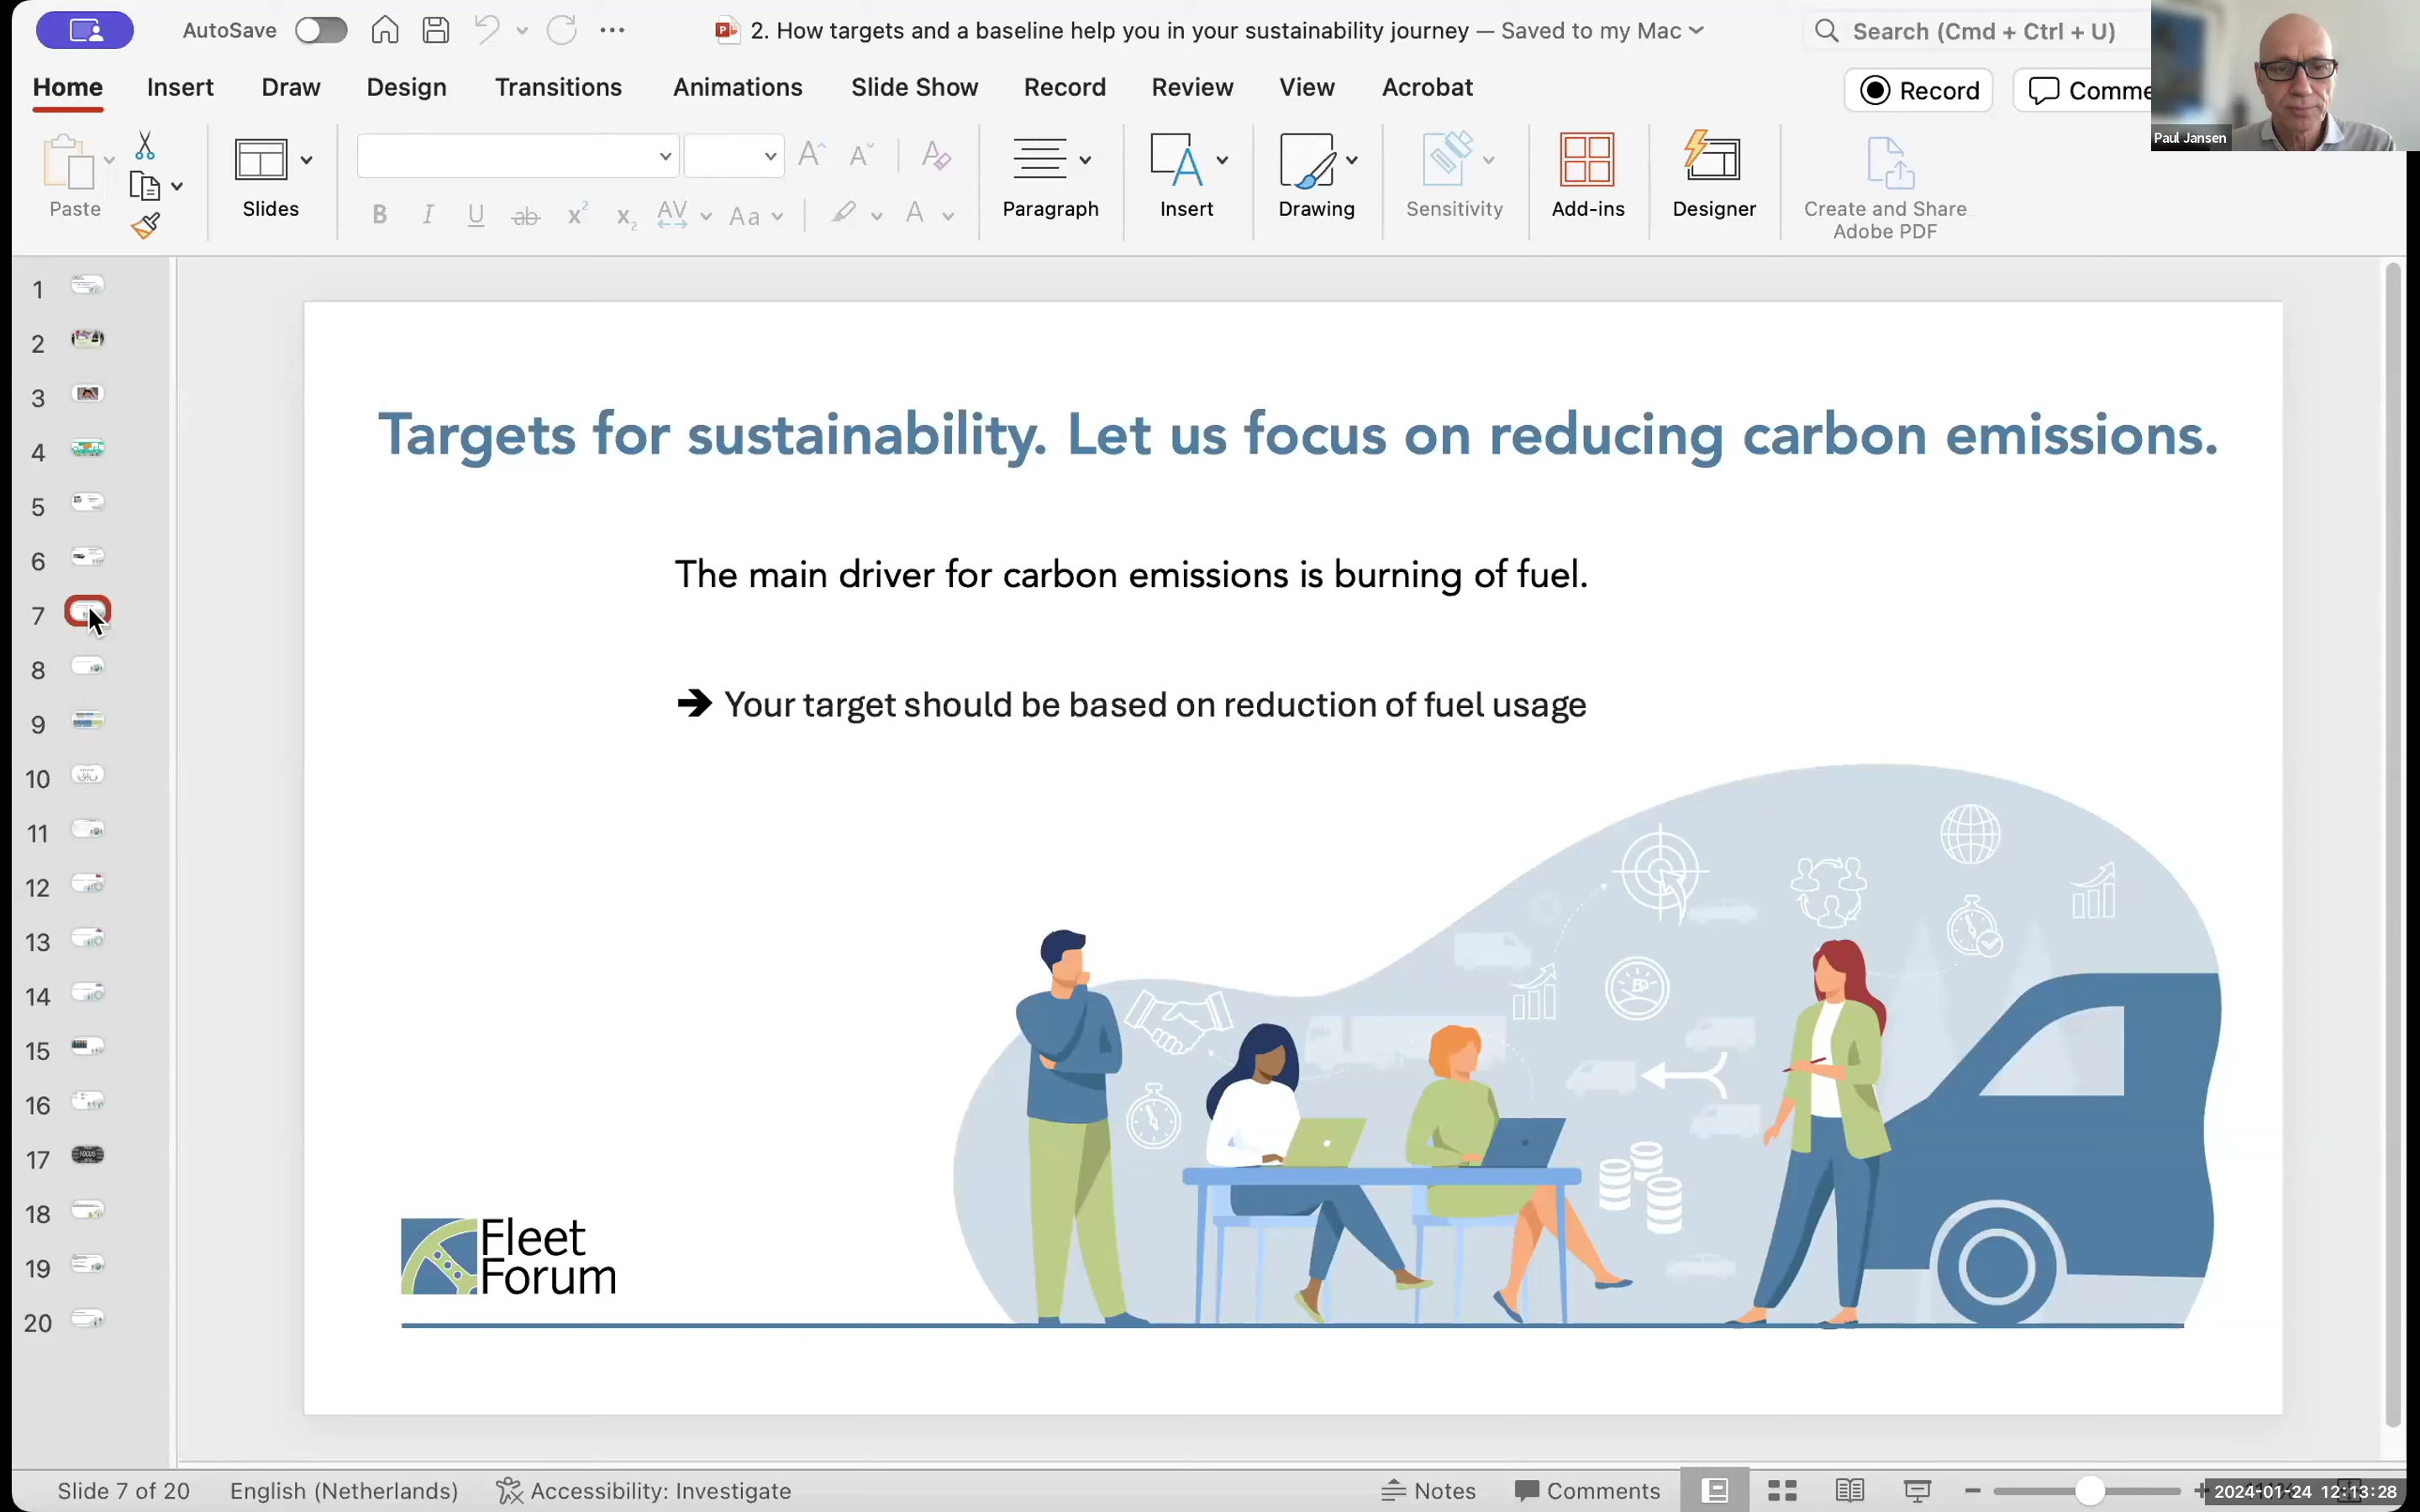 AutoSave
2. How targets and a baseline help you in your sustainability journey — Saved to my Mac
Search (Cmd + Ctrl + U)
Home Insert Draw Design Transitions Animations Slide Show Record Review View Acrobat
Record
Comme
Paul Jansen
Paste
Slides
Paragraph
Insert
Drawing
Sensitivity
Add-ins
Designer
Create and Share
Adobe PDF
1
2
3
4
5
6
7
8
9
10
11
12
13
14
15
16
17
18
19
20
Targets for sustainability. Let us focus on reducing carbon emissions.
The main driver for carbon emissions is burning of fuel.
➔ Your target should be based on reduction of fuel usage
Fleet
Forum
Slide 7 of 20 English (Netherlands) Accessibility: Investigate Notes Comments
2024-01-24 12:13:28